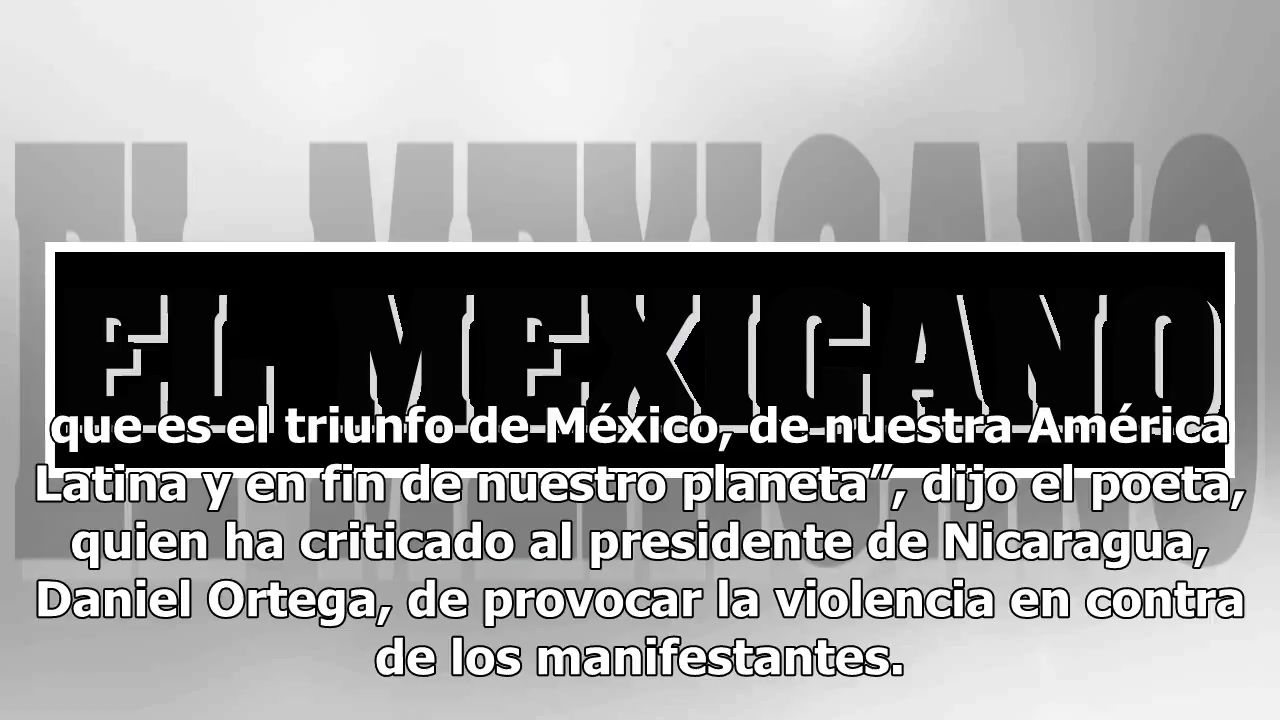 EL MEXICANO
EL MEXICANO
que es el triunfo de México, de nuestra América
Latina y en fin de nuestro planeta”, dijo el poeta,
quien ha criticado al presidente de Nicaragua,
Daniel Ortega, de provocar la violencia en contra
de los manifestantes.